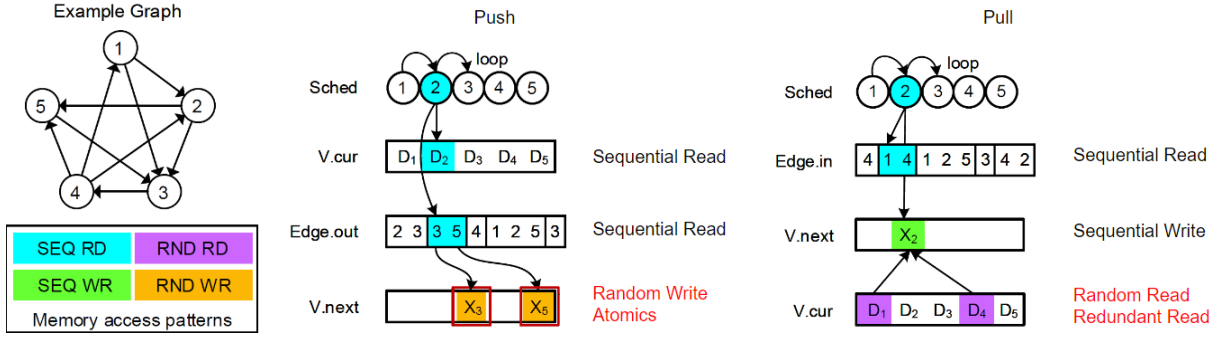 Example Graph
1
5
2
4
3
SEQ RD
RND RD
SEQ WR
RND WR
Memory access patterns
Push
loop
Sched
1 2 3 4 5
V.cur
D₁ D₂ D₃ D₄ D₅
Sequential Read
Edge.out
2 3 3 5 4 1 2 5 3
Sequential Read
V.next
X₃ X₅
Random Write
Atomics
Pull
loop
Sched
1 2 3 4 5
Edge.in
4 1 4 1 2 5 3 4 2
Sequential Read
V.next
X₂
Sequential Write
V.cur
D₁ D₂ D₃ D₄ D₅
Random Read
Redundant Read